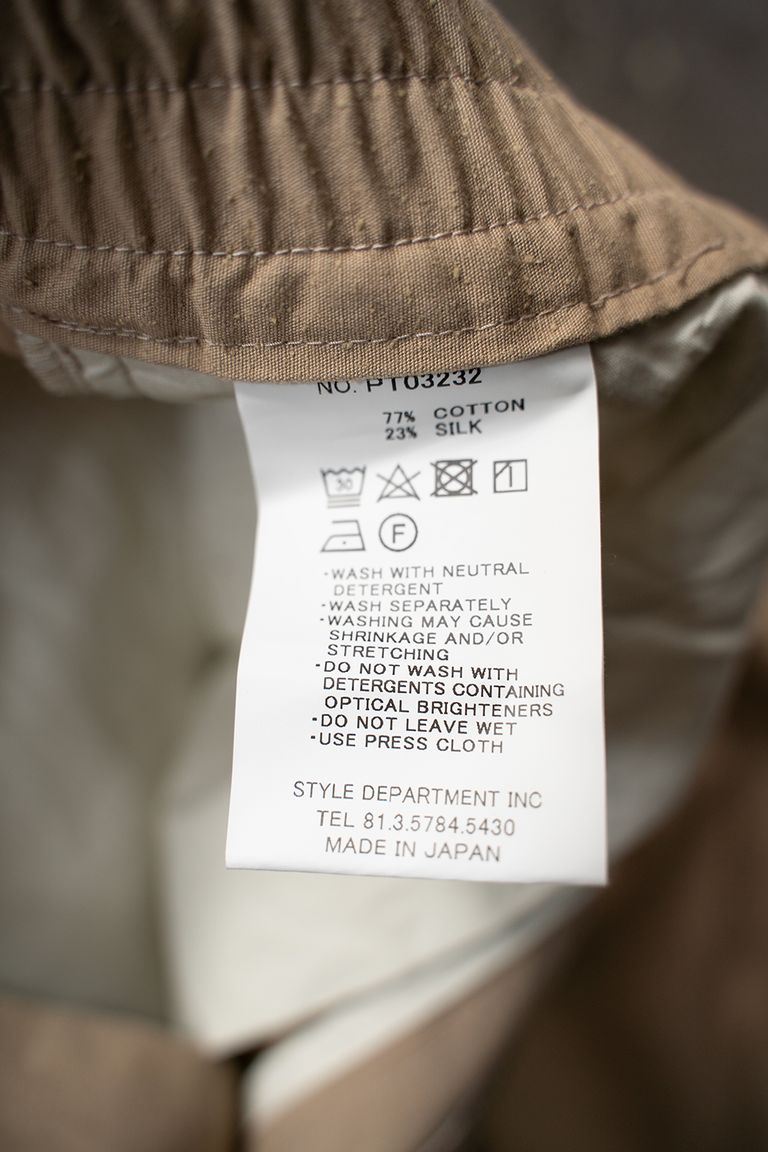 NO. PT03232
77% COTTON
23% SILK
30
F
·WASH WITH NEUTRAL
DETERGENT
·WASH SEPARATELY
·WASHING MAY CAUSE
SHRINKAGE AND/OR
STRETCHING
·DO NOT WASH WITH
DETERGENTS CONTAINING
OPTICAL BRIGHTENERS
·DO NOT LEAVE WET
·USE PRESS CLOTH
STYLE DEPARTMENT INC
TEL 81.3.5784.5430
MADE IN JAPAN